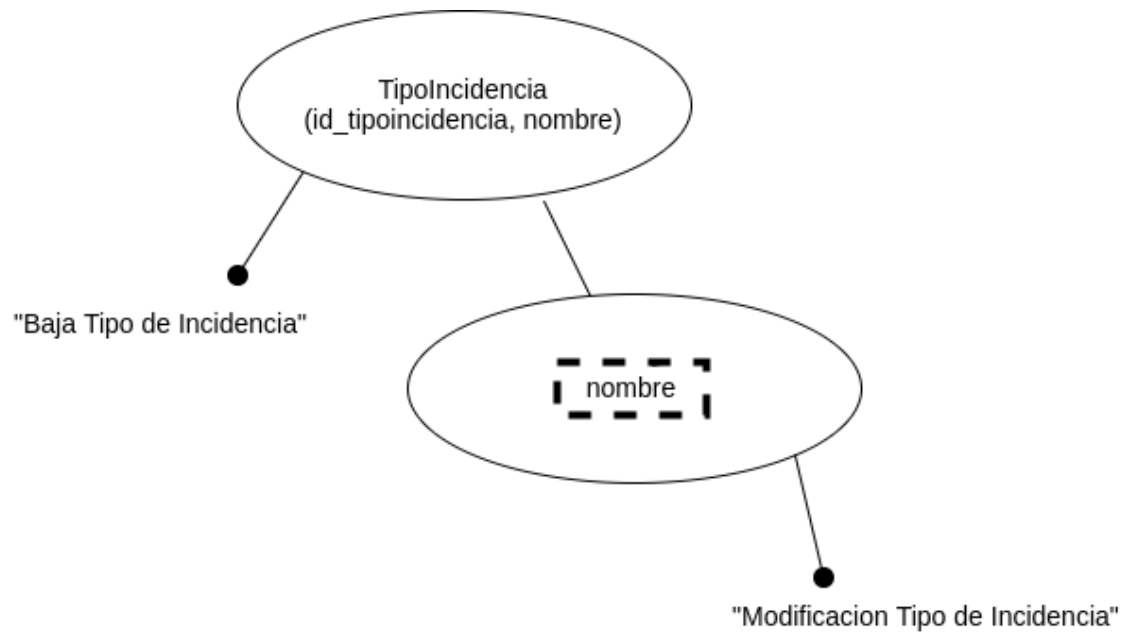 TipoIncidencia
(id_tipoincidencia, nombre)
"Baja Tipo de Incidencia"
nombre
"Modificacion Tipo de Incidencia"